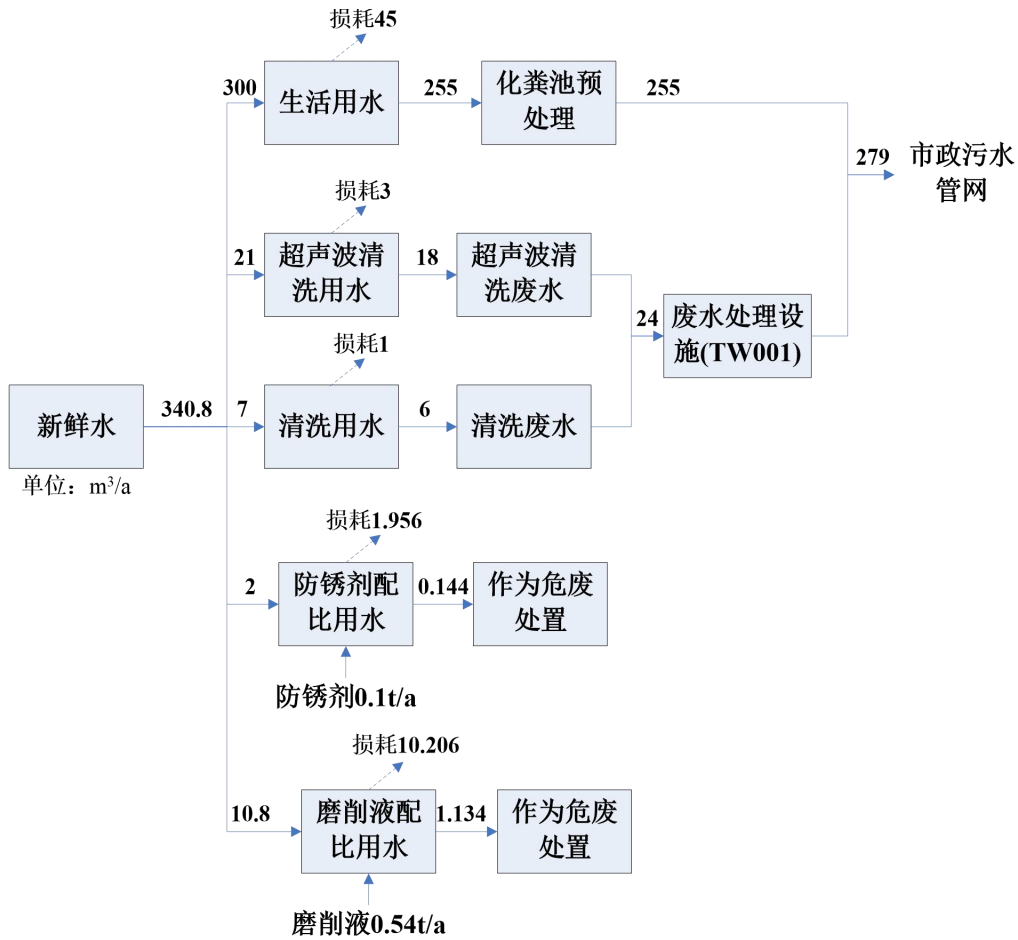 损耗45
300
生活用水
255
化粪池预
处理
255
279
市政污水
管网
损耗3
21
超声波清
洗用水
18
超声波清
洗废水
24
废水处理设
施(TW001)
损耗1
新鲜水
340.8
7
清洗用水
6
清洗废水
单位：m³/a
损耗1.956
2
防锈剂配
比用水
0.144
作为危废
处置
防锈剂0.1t/a
损耗10.206
10.8
磨削液配
比用水
1.134
作为危废
处置
磨削液0.54t/a